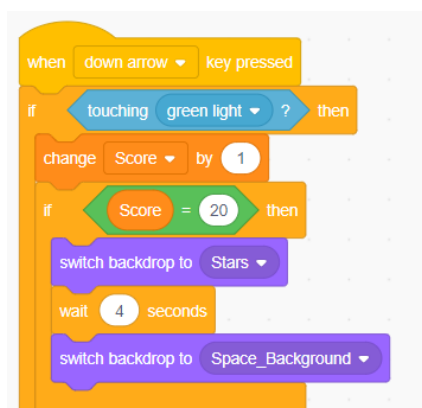 when down arrow key pressed
if touching green light ? then
change Score by 1
if Score = 20 then
switch backdrop to Stars
wait 4 seconds
switch backdrop to Space_Background